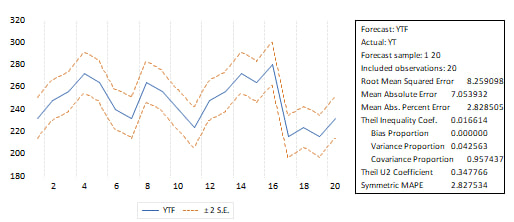 320
300
280
260
240
220
200
180
2 4 6 8 10 12 14 16 18 20
YTF ± 2 S.E.
Forecast: YTF
Actual: YT
Forecast sample: 1 20
Included observations: 20
Root Mean Squared Error 8.259098
Mean Absolute Error 7.053932
Mean Abs. Percent Error 2.828505
Theil Inequality Coef. 0.016614
Bias Proportion 0.000000
Variance Proportion 0.042563
Covariance Proportion 0.957437
Theil U2 Coefficient 0.347766
Symmetric MAPE 2.827534